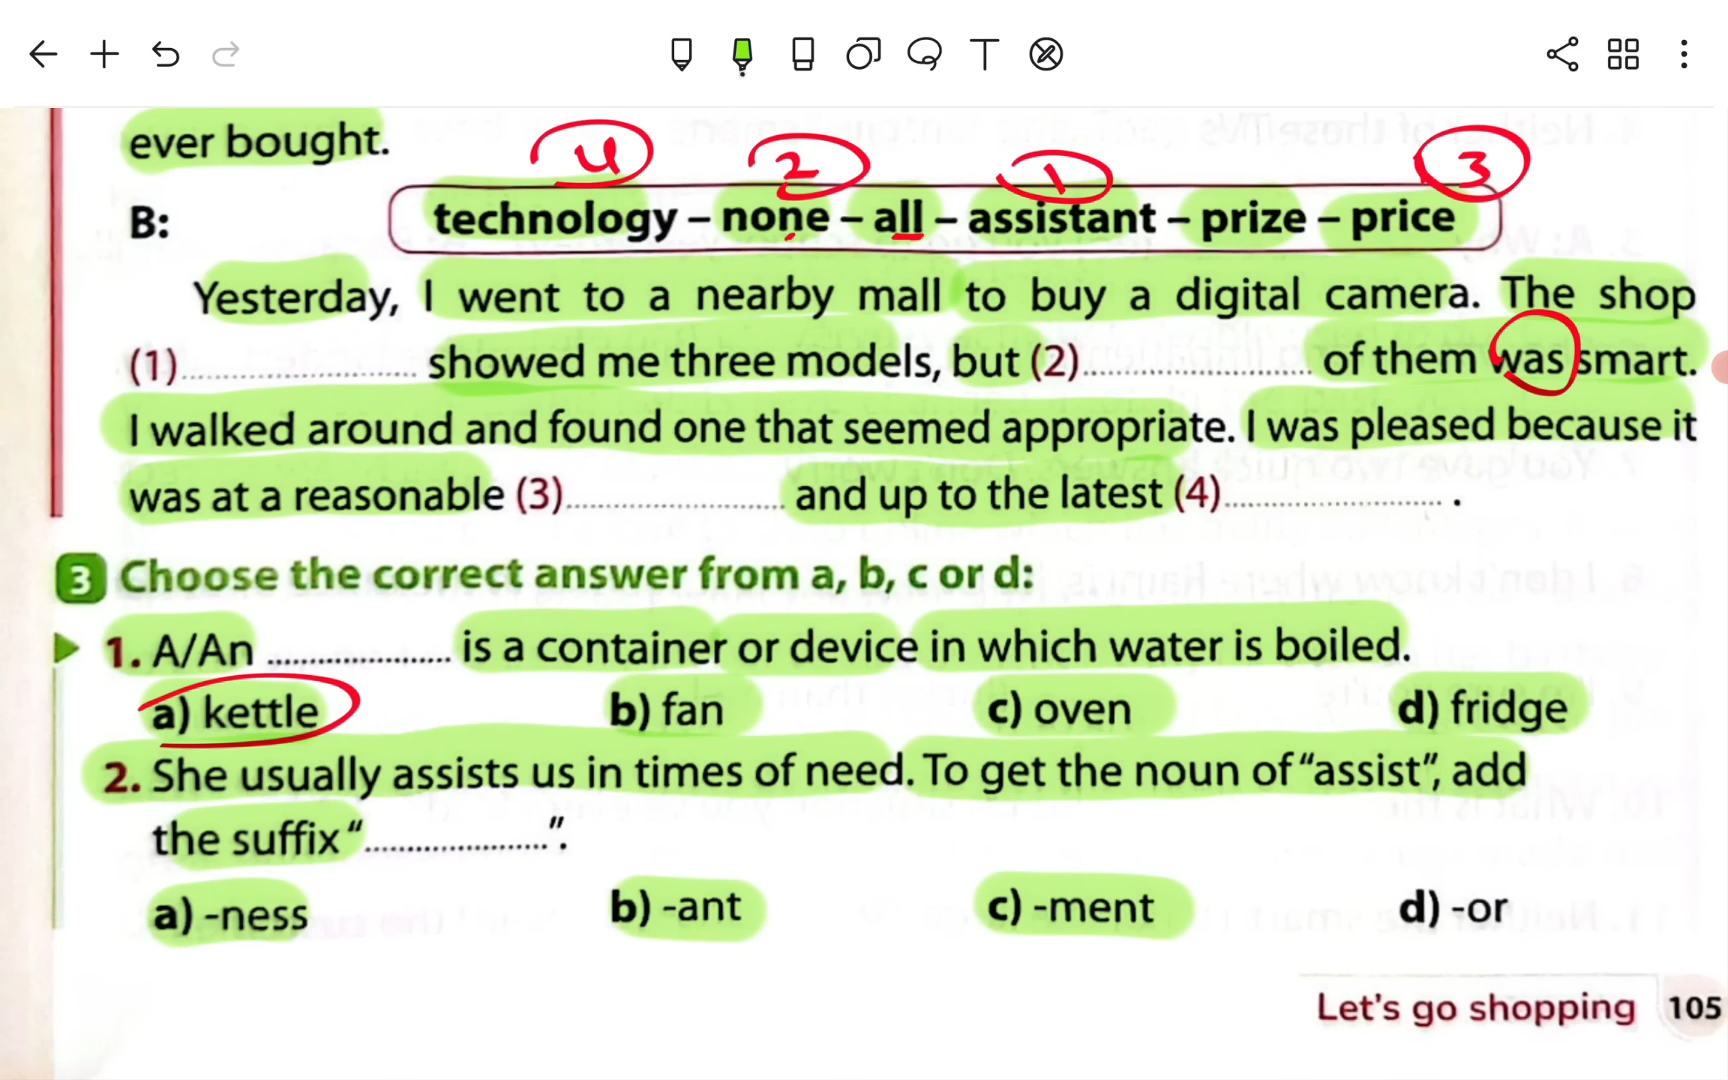 ever bought.
4 2 1 3
B: technology – none – all – assistant – prize – price
Yesterday, I went to a nearby mall to buy a digital camera. The shop
(1)........................ showed me three models, but (2)........................ of them was smart.
I walked around and found one that seemed appropriate. I was pleased because it
was at a reasonable (3)........................ and up to the latest (4)........................ .
3 Choose the correct answer from a, b, c or d:
1. A/An ..................... is a container or device in which water is boiled.
a) kettle b) fan c) oven d) fridge
2. She usually assists us in times of need. To get the noun of “assist”, add
the suffix “.....................”.
a) -ness b) -ant c) -ment d) -or
Let's go shopping 105